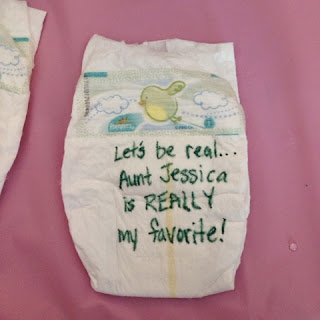 Let's be real...
Aunt Jessica
is REALLY
my favorite!